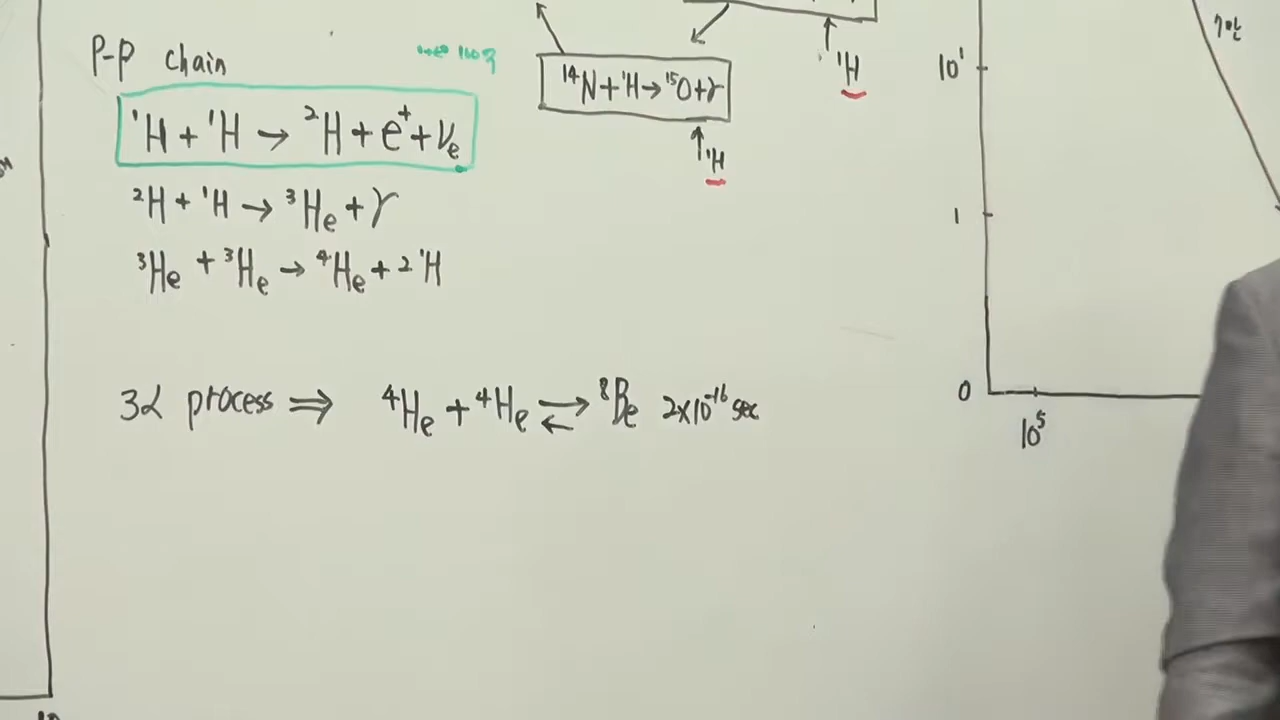 P-P chain
¹H + ¹H → ²H + e⁺ + νₑ
²H + ¹H → ³He + γ
³He + ³He → ⁴He + 2 ¹H
3α process ⇒ ⁴He + ⁴He ⇄ ⁸Be 2×10⁻¹⁶ sec
¹⁴N + ¹H → ¹⁵O + γ
¹H
¹H
10¹
1
0
10⁵